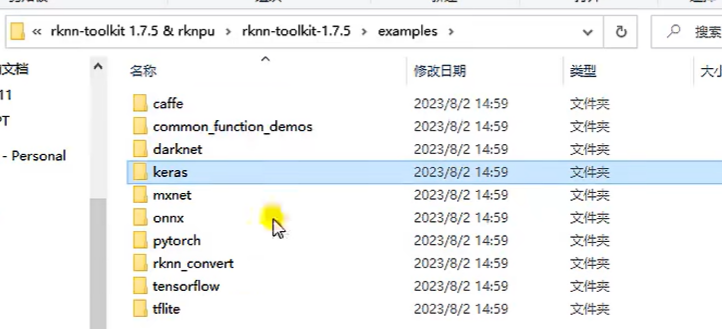 « rknn-toolkit 1.7.5 & rknpu › rknn-toolkit-1.7.5 › examples › 搜索
文档 名称 修改日期 类型 大小
11
PT
- Personal
caffe 2023/8/2 14:59 文件夹
common_function_demos 2023/8/2 14:59 文件夹
darknet 2023/8/2 14:59 文件夹
keras 2023/8/2 14:59 文件夹
mxnet 2023/8/2 14:59 文件夹
onnx 2023/8/2 14:59 文件夹
pytorch 2023/8/2 14:59 文件夹
rknn_convert 2023/8/2 14:59 文件夹
tensorflow 2023/8/2 14:59 文件夹
tflite 2023/8/2 14:59 文件夹